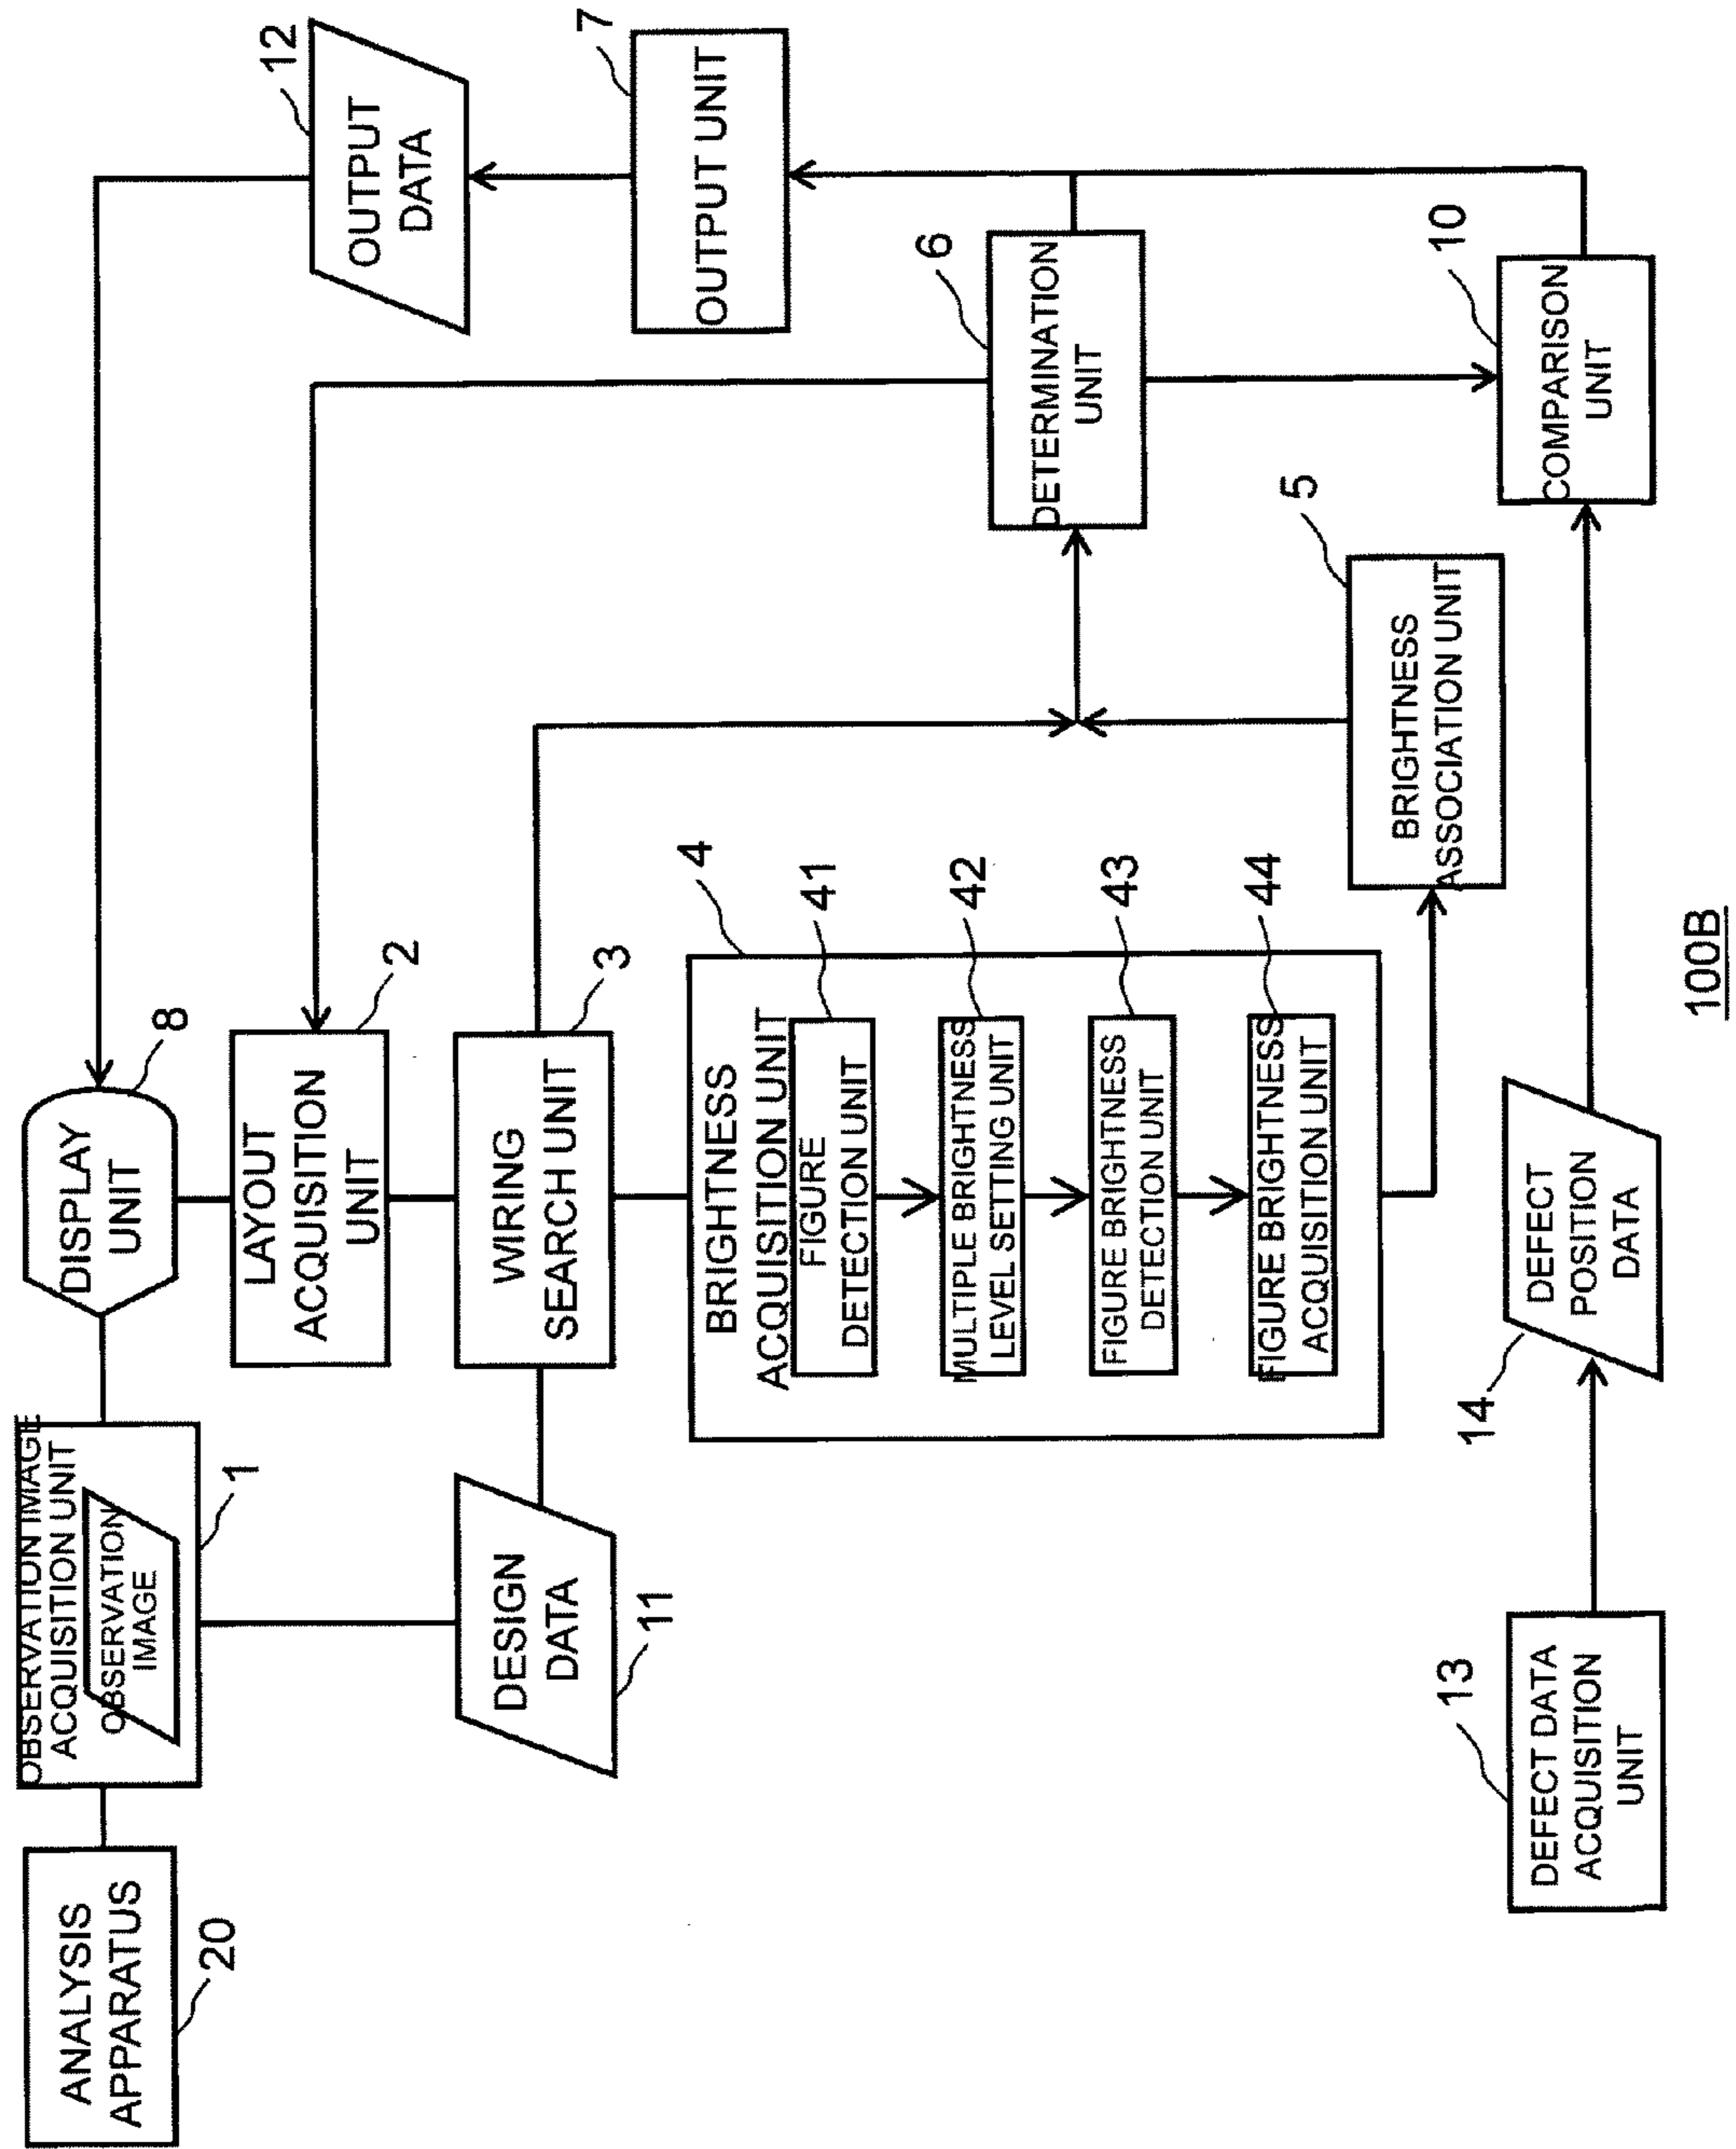 ANALYSIS
APPARATUS
20
OBSERVATION IMAGE
ACQUISITION UNIT
OBSERVATION
IMAGE
1
DISPLAY
UNIT
8
LAYOUT
ACQUISITION
UNIT
2
DESIGN
DATA
11
WIRING
SEARCH UNIT
3
BRIGHTNESS
ACQUISITION UNIT
4
FIGURE
DETECTION UNIT
41
MULTIPLE BRIGHTNESS
LEVEL SETTING UNIT
42
FIGURE BRIGHTNESS
DETECTION UNIT
43
FIGURE BRIGHTNESS
ACQUISITION UNIT
44
BRIGHTNESS
ASSOCIATION UNIT
5
DETERMINATION
UNIT
6
OUTPUT UNIT
7
OUTPUT
DATA
12
COMPARISON
UNIT
10
DEFECT DATA
ACQUISITION
UNIT
13
DEFECT
POSITION
DATA
14
100B